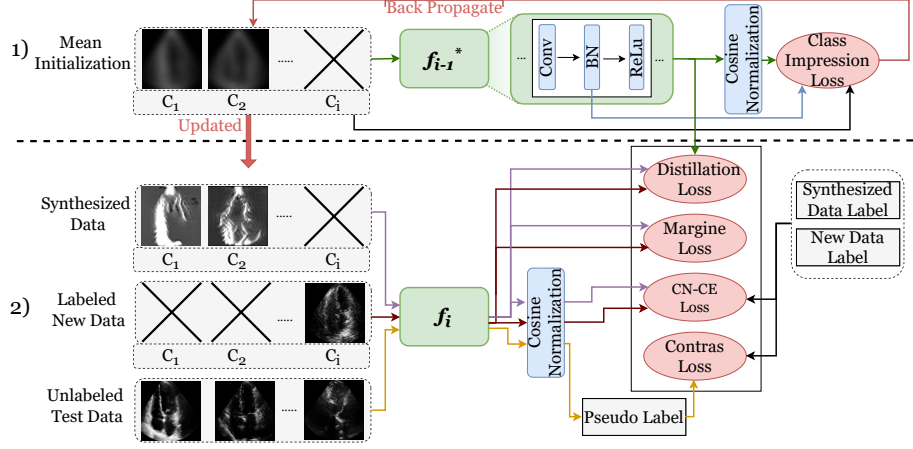 Back Propagate
1)
Mean
Initialization
.....
C1
C2
Ci
fi-1*
...
Conv
BN
ReLu
...
Cosine
Normalization
Class
Impression
Loss
Updated
2)
Synthesized
Data
.....
C1
C2
Ci
Labeled
New Data
.....
C1
C2
Ci
Unlabeled
Test Data
.....
fi
Cosine
Normalization
Pseudo Label
Distillation
Loss
Margine
Loss
CN-CE
Loss
Contras
Loss
Synthesized
Data Label
New Data
Label